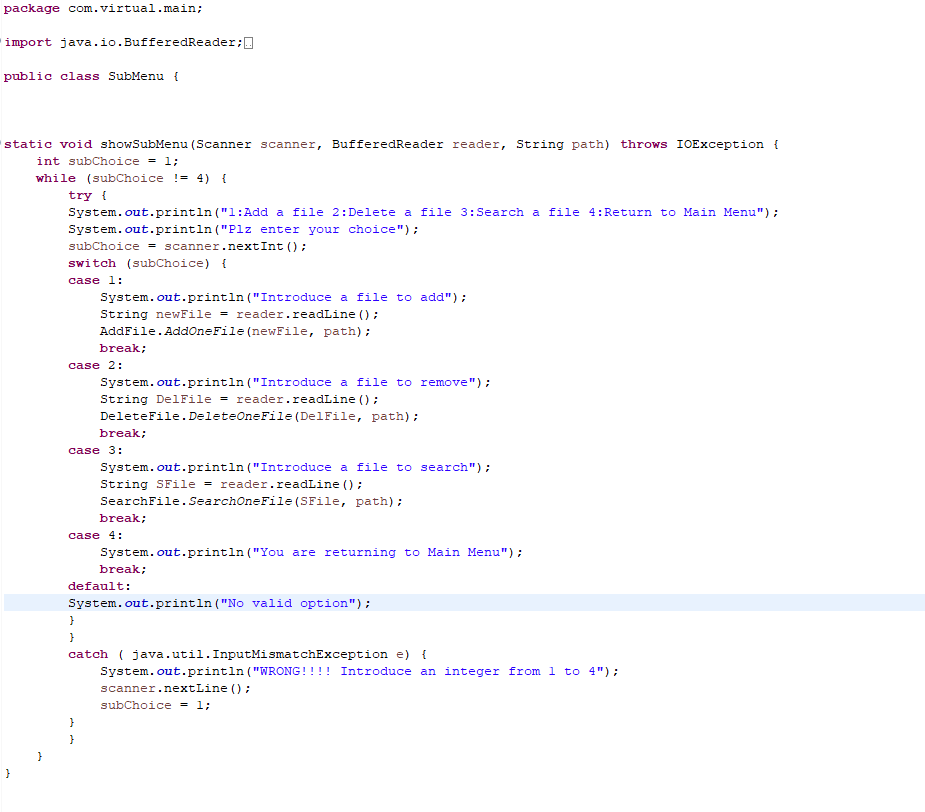 package com.virtual.main;
import java.io.BufferedReader;
public class SubMenu {
static void showSubMenu(Scanner scanner, BufferedReader reader, String path) throws IOException {
int subChoice = 1;
while (subChoice != 4) {
try {
System.out.println("1:Add a file 2:Delete a file 3:Search a file 4:Return to Main Menu");
System.out.println("Plz enter your choice");
subChoice = scanner.nextInt();
switch (subChoice) {
case 1:
System.out.println("Introduce a file to add");
String newFile = reader.readLine();
AddFile.AddOneFile(newFile, path);
break;
case 2:
System.out.println("Introduce a file to remove");
String DelFile = reader.readLine();
DeleteFile.DeleteOneFile(DelFile, path);
break;
case 3:
System.out.println("Introduce a file to search");
String SFile = reader.readLine();
SearchFile.SearchOneFile(SFile, path);
break;
case 4:
System.out.println("You are returning to Main Menu");
break;
default:
System.out.println("No valid option");
}
}
catch ( java.util.InputMismatchException e) {
System.out.println("WRONG!!!! Introduce an integer from 1 to 4");
scanner.nextLine();
subChoice = 1;
}
}
}
}